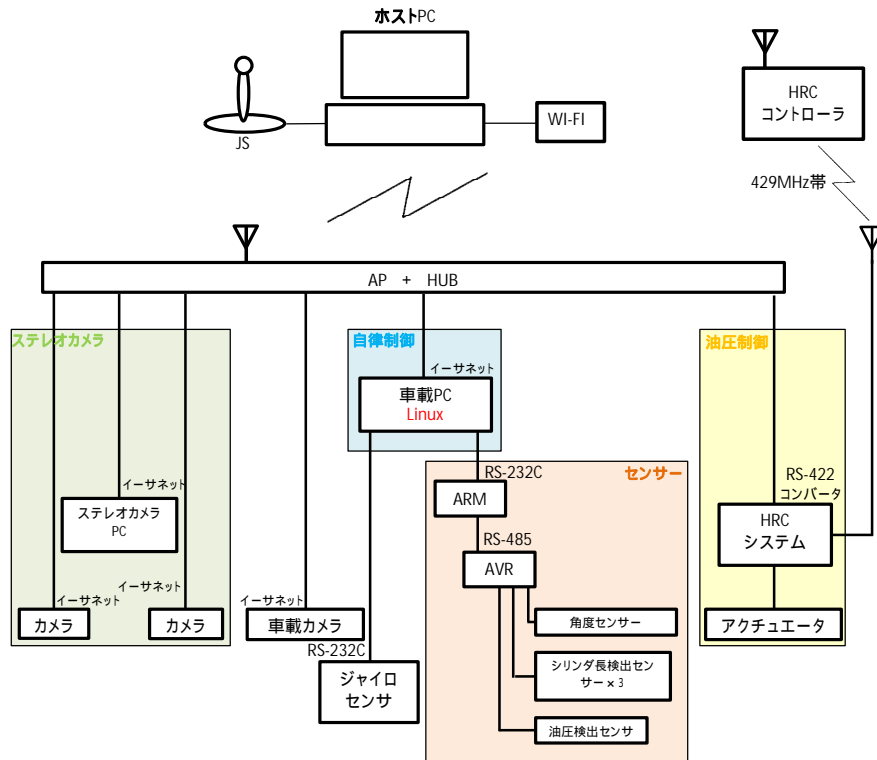 ホストPC
JS
WI-FI
HRC
コントローラ
429MHz帯
AP + HUB
ステレオカメラ
自律制御
油圧制御
イーサネット
車載PC
Linux
RS-232C
センサー
RS-422
コンバータ
イーサネット
ステレオカメラ
PC
ARM
HRC
システム
RS-485
AVR
イーサネット
イーサネット
イーサネット
カメラ
カメラ
車載カメラ
角度センサー
アクチュエータ
RS-232C
ジャイロ
センサ
シリンダ長検出セン
サー×3
油圧検出センサ